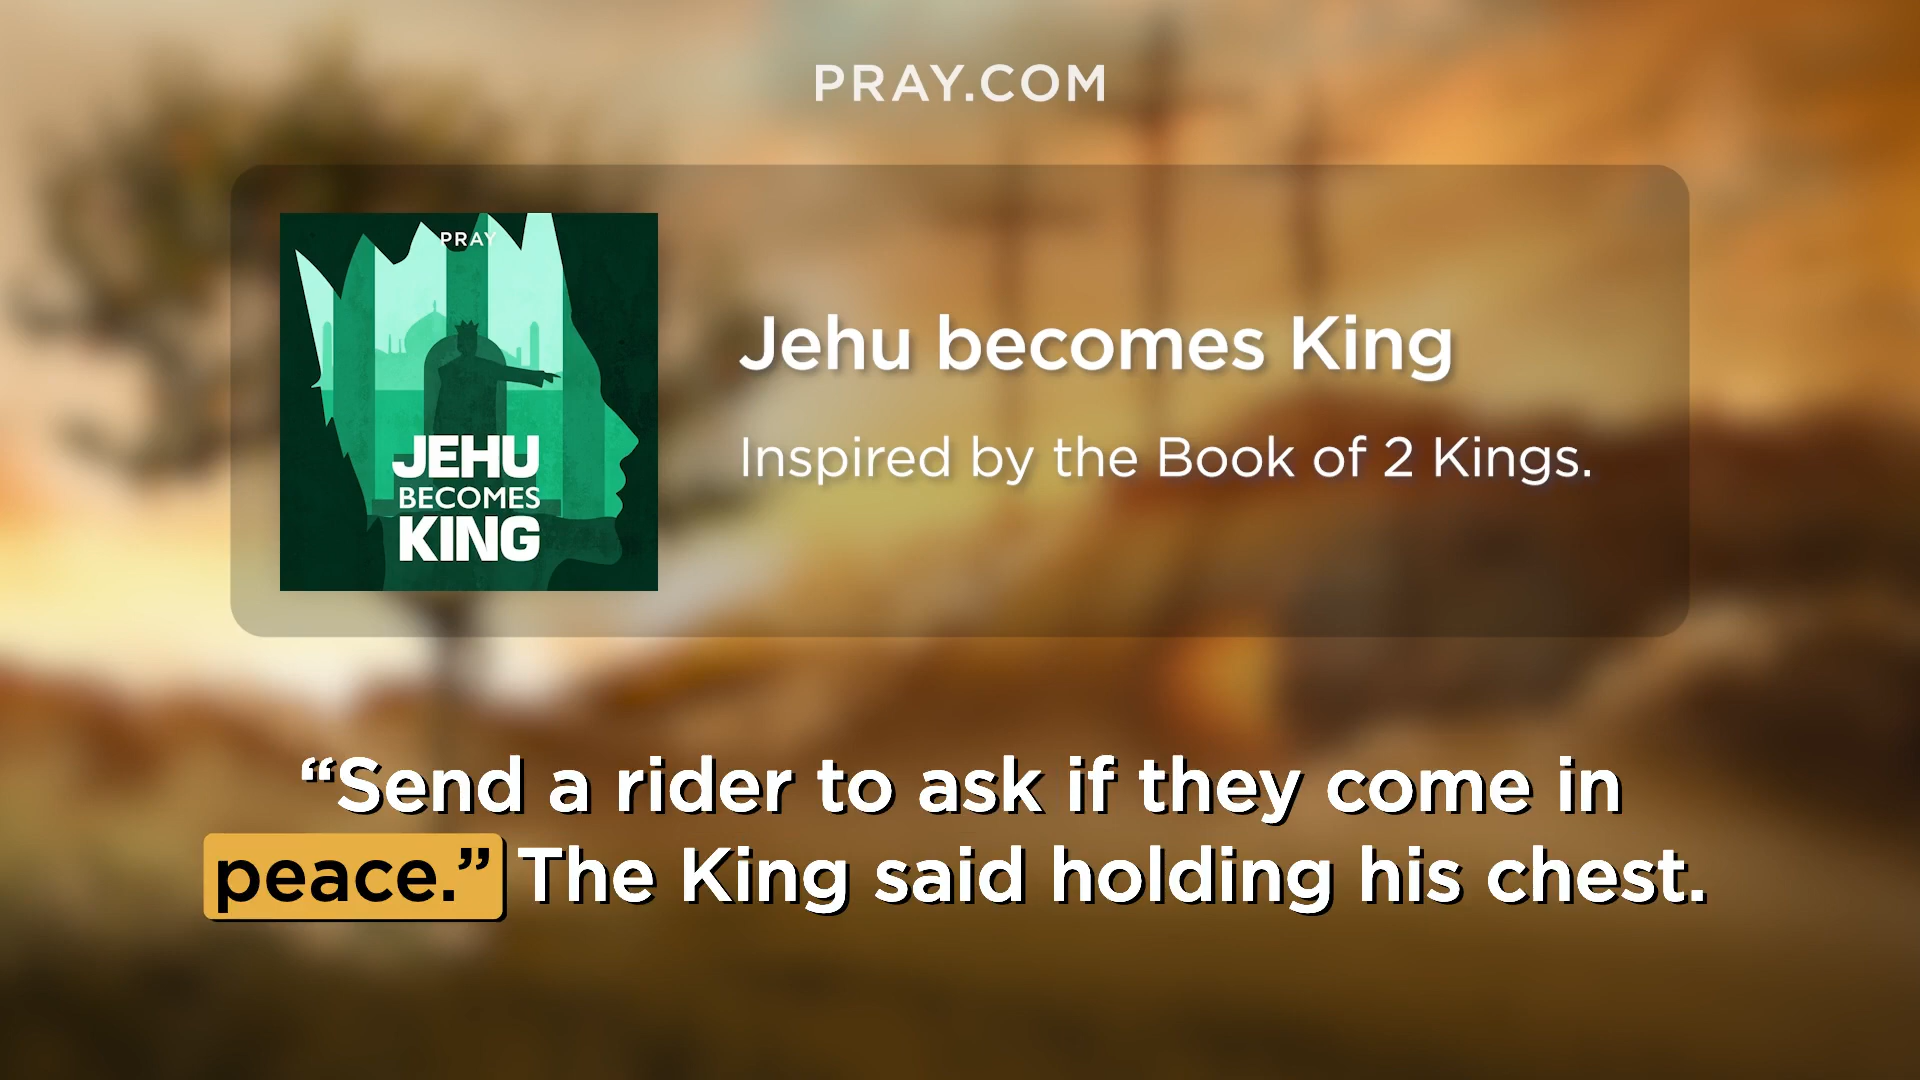 PRAY.COM
PRAY
JEHU
BECOMES
KING
Jehu becomes King
Inspired by the Book of 2 Kings.
“Send a rider to ask if they come in
peace.” The King said holding his chest.